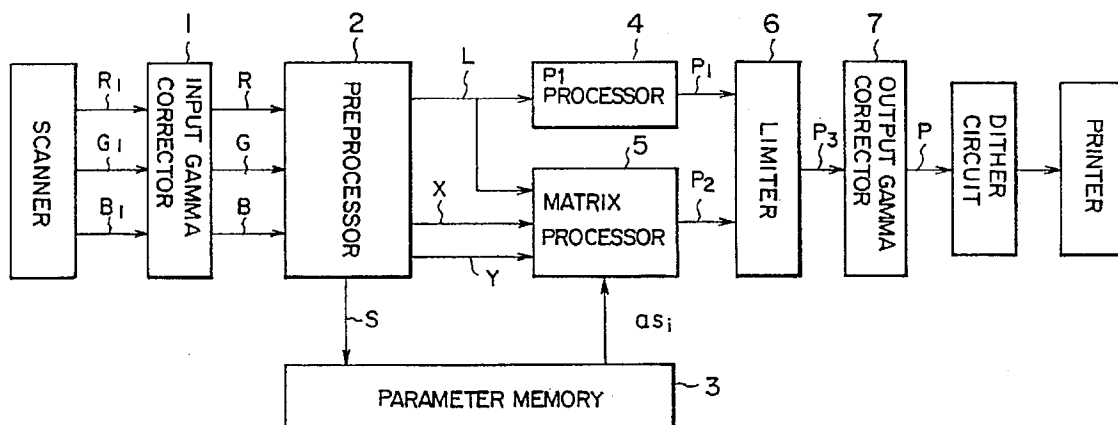 1
2
4
6
7
SCANNER
R1
G1
B1
INPUT GAMMA
CORRECTOR
R
G
B
PREPROCESSOR
L
X
Y
S
P1
PROCESSOR
P1
5
MATRIX
PROCESSOR
P2
asi
LIMITER
P3
OUTPUT GAMMA
CORRECTOR
P
DITHER
CIRCUIT
PRINTER
PARAMETER MEMORY
3